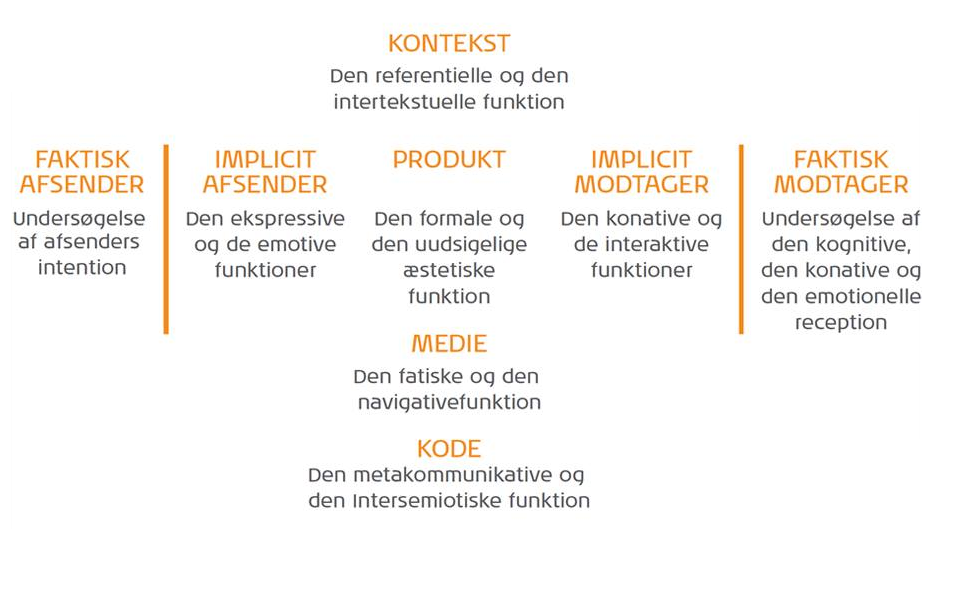 KONTEKST
Den referentielle og den
intertekstuelle funktion
FAKTISK
AFSENDER
Undersøgelse
af afsenders
intention
IMPLICIT
AFSENDER
Den ekspressive
og de emotive
funktioner
PRODUKT
Den formale og
den uudsigelige
æstetiske
funktion
IMPLICIT
MODTAGER
Den konative og
de interaktive
funktioner
FAKTISK
MODTAGER
Undersøgelse af
den kognitive,
den konative og
den emotionelle
reception
MEDIE
Den fatiske og den
navigativefunktion
KODE
Den metakommunikative og
den Intersemiotiske funktion